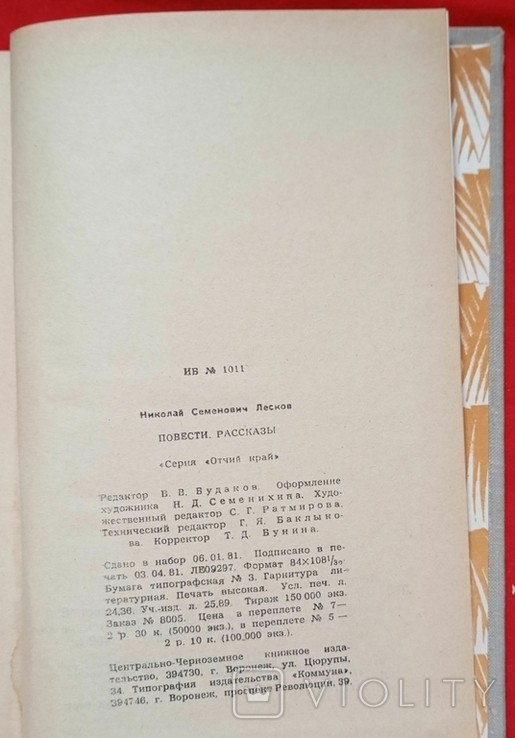 ИБ № 1011
Николай Семенович Лесков
ПОВЕСТИ. РАССКАЗЫ
«Серия «Отчий край»
Редактор В. В. Будаков. Оформление
художника Н. Д. Семенихина. Худо-
жественный редактор С. Г. Ратмирова.
Технический редактор Г. Я. Баклыко-
ва. Корректор Т. Д. Бунина.
Сдано в набор 06.01.81. Подписано в пе-
чать 03.04.81. ЛЕ09297. Формат 84×108¹/₃₂.
Бумага типографская № 3. Гарнитура ли-
тературная. Печать высокая. Усл. печ. л.
24,36. Уч.-изд. л. 25,89. Тираж 150 000 экз.
Заказ № 8005. Цена в переплете № 7—
2 р. 30 к. (50000 экз.), в переплете № 5—
2 р. 10 к. (100,000 экз.).
Центрально-Черноземное книжное изда-
тельство, 394730, г. Воронеж, ул. Цюрупы,
34. Типография издательства «Коммуна»,
394746, г. Воронеж, проспект Революции, 39.
VIOLITY